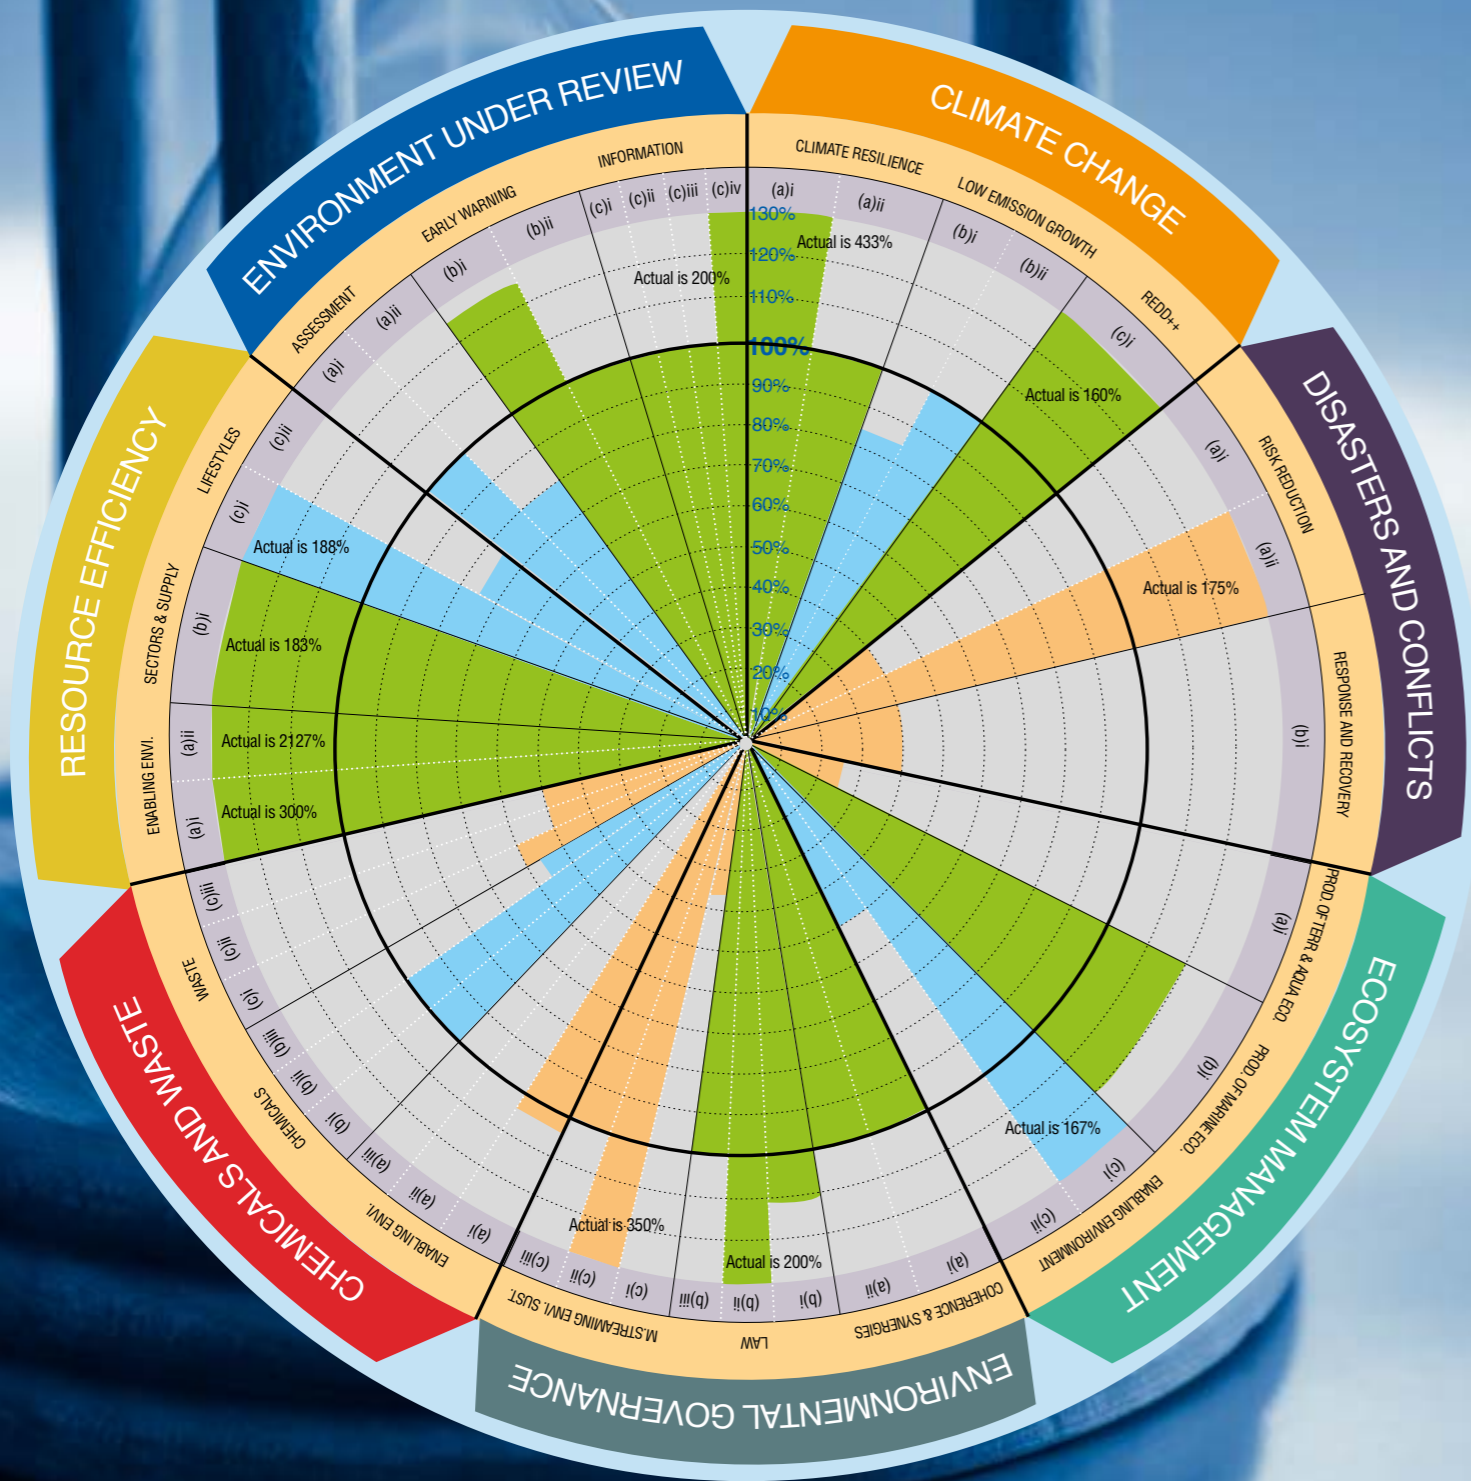 CLIMATE CHANGE
CLIMATE RESILIENCE
(a)i
(a)ii
Actual is 433%
LOW EMISSION GROWTH
(b)i
(b)ii
REDD++
(c)i
Actual is 160%
DISASTERS AND CONFLICTS
RISK REDUCTION
(a)i
(a)ii
Actual is 175%
RESPONSE AND RECOVERY
(b)i
ECOSYSTEM MANAGEMENT
PROD. OF TERR. & AQUA ECO.
(a)i
PROD. OF MARINE ECO.
(b)i
ENABLING ENVIRONMENT
(c)i
(c)ii
Actual is 167%
ENVIRONMENTAL GOVERNANCE
COHERENCE & SYNERGIES
(a)i
(a)ii
LAW
(b)i
(b)ii
(b)iii
Actual is 200%
M.STREAMING ENVI. SUST.
(c)i
(c)ii
(c)iii
Actual is 350%
CHEMICALS AND WASTE
ENABLING ENVI.
(a)i
(a)ii
(a)iii
CHEMICALS
(b)i
(b)ii
(b)iii
WASTE
(c)i
(c)ii
(c)iii
RESOURCE EFFICIENCY
ENABLING ENVI.
(a)i
Actual is 300%
(a)ii
Actual is 2127%
SECTORS & SUPPLY
(b)i
Actual is 183%
LIFESTYLES
(c)i
(c)ii
Actual is 188%
ENVIRONMENT UNDER REVIEW
ASSESSMENT
(a)i
(a)ii
EARLY WARNING
(b)i
(b)ii
INFORMATION
(c)i
(c)ii
(c)iii
(c)iv
Actual is 200%
130%
120%
110%
100%
90%
80%
70%
60%
50%
40%
30%
20%
10%